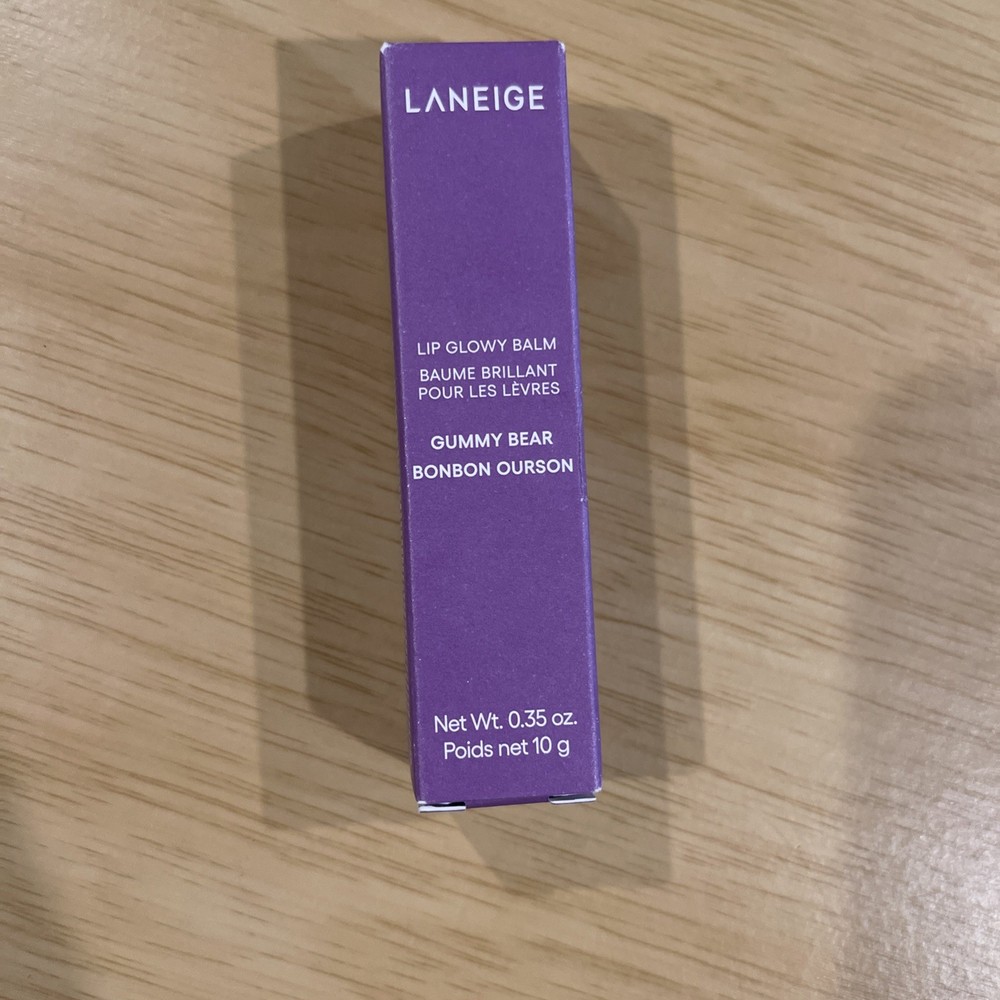 LANEIGE
LIP GLOWY BALM
BAUME BRILLANT
POUR LES LÈVRES
GUMMY BEAR
BONBON OURSON
Net Wt. 0.35 oz.
Poids net 10 g